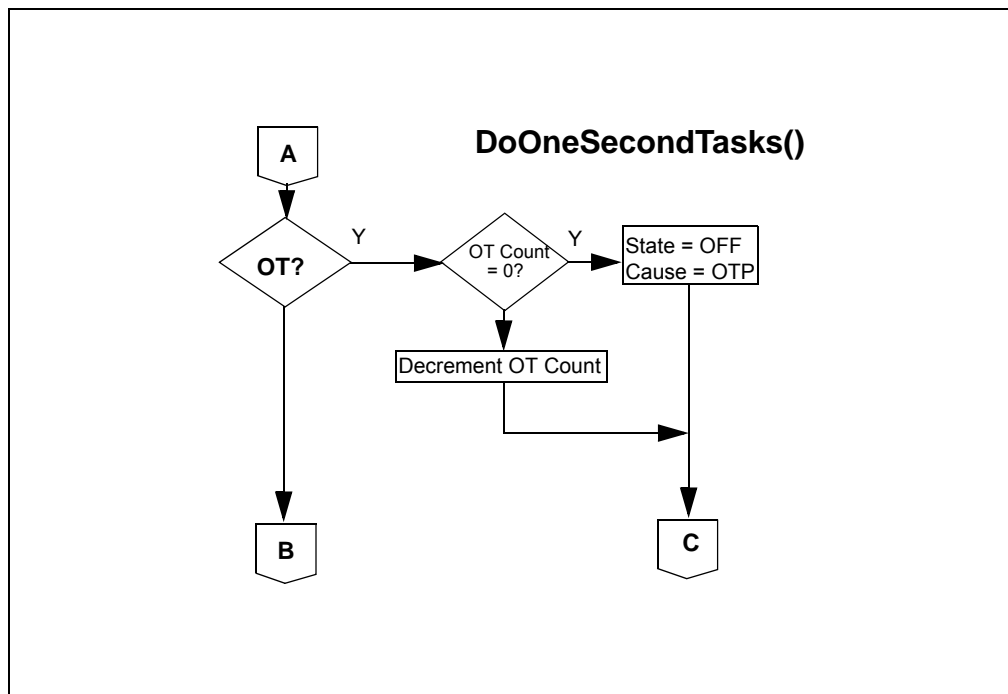 A
DoOneSecondTasks()
OT?
Y
OT Count
= 0?
Y
State = OFF
Cause = OTP
Decrement OT Count
B
C